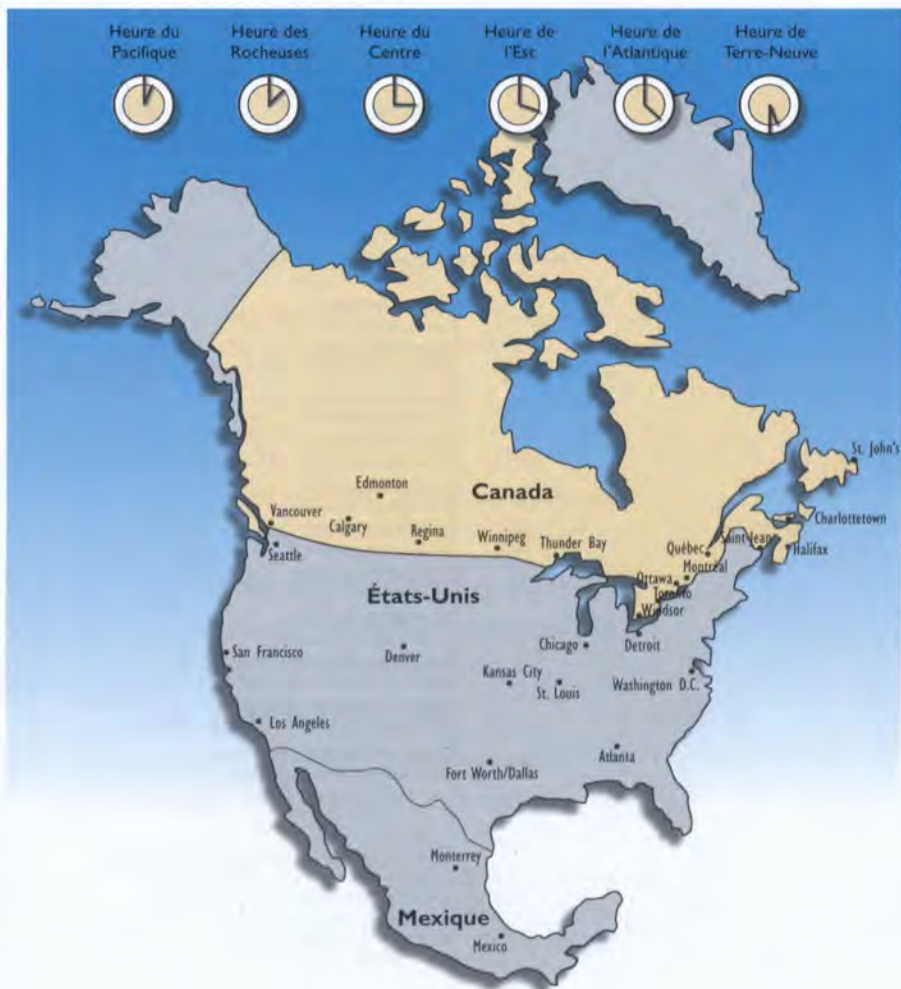 Heure du
Pacifique
Heure des
Rocheuses
Heure du
Centre
Heure de
l'Est
Heure de
l'Atlantique
Heure de
Terre-Neuve
St. John's
Edmonton
Canada
Vancouver
Calgary
Regina
Winnipeg
Thunder Bay
Charlottetown
Saint-Jean
Halifax
Québec
Montréal
Seattle
Ottawa
Toronto
Windsor
États-Unis
San Francisco
Denver
Chicago
Detroit
Kansas City
St. Louis
Washington D.C.
Los Angeles
Fort Worth/Dallas
Atlanta
Monterrey
Mexique
Mexico